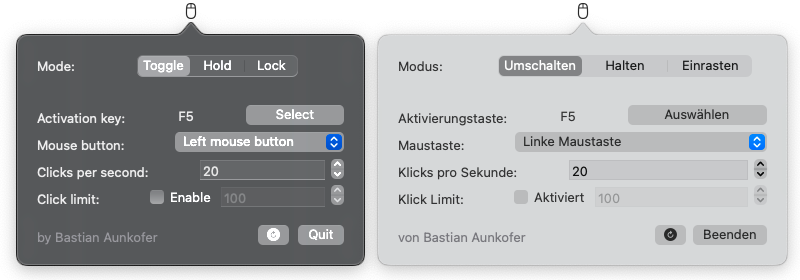 Mode: Toggle Hold Lock
Activation key: F5 Select
Mouse button: Left mouse button
Clicks per second: 20
Click limit: Enable 100
by Bastian Aunkofer Quit
Modus: Umschalten Halten Einrasten
Aktivierungstaste: F5 Auswählen
Maustaste: Linke Maustaste
Klicks pro Sekunde: 20
Klick Limit: Aktiviert 100
von Bastian Aunkofer Beenden